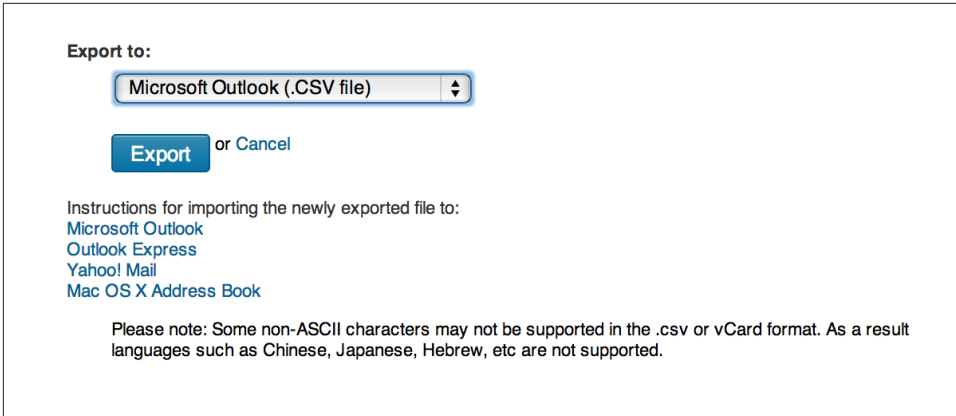 Export to:
Microsoft Outlook (.CSV file)
Export or Cancel
Instructions for importing the newly exported file to:
Microsoft Outlook
Outlook Express
Yahoo! Mail
Mac OS X Address Book
Please note: Some non-ASCII characters may not be supported in the .csv or vCard format. As a result
languages such as Chinese, Japanese, Hebrew, etc are not supported.